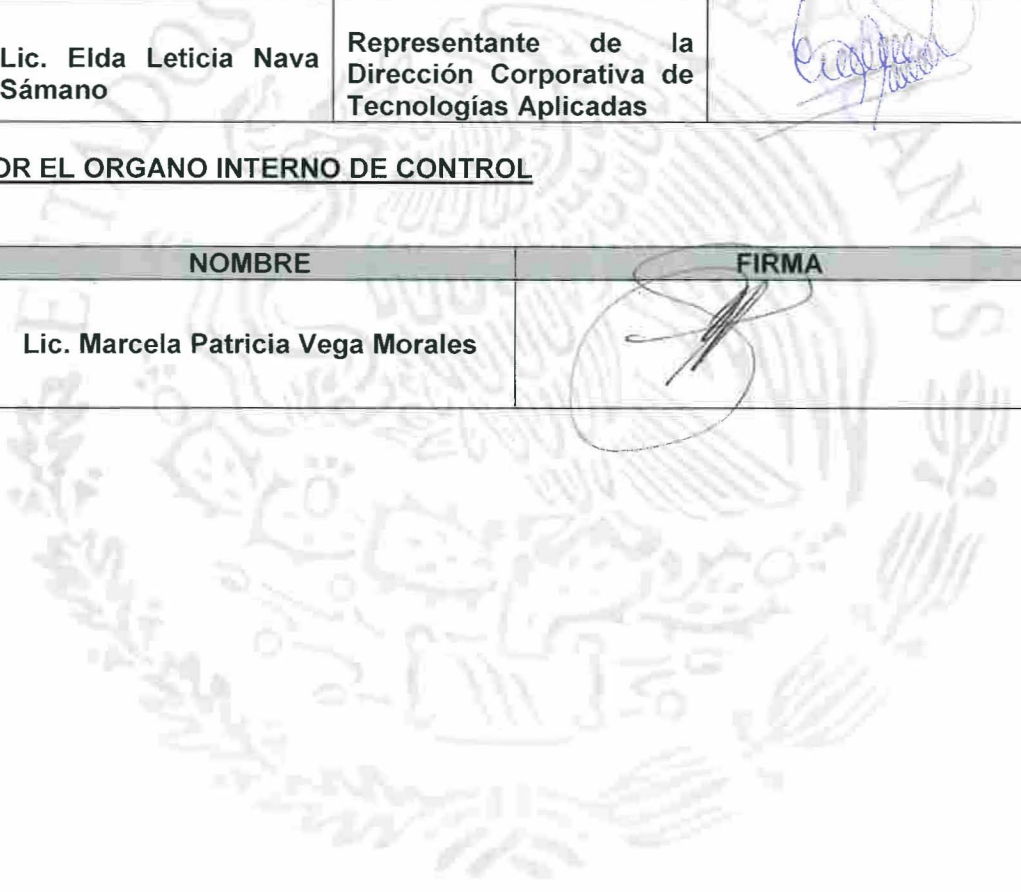 Lic. Elda Leticia Nava
Sámano
Representante de la
Dirección Corporativa de
Tecnologías Aplicadas
OR EL ORGANO INTERNO DE CONTROL
NOMBRE FIRMA
Lic. Marcela Patricia Vega Morales